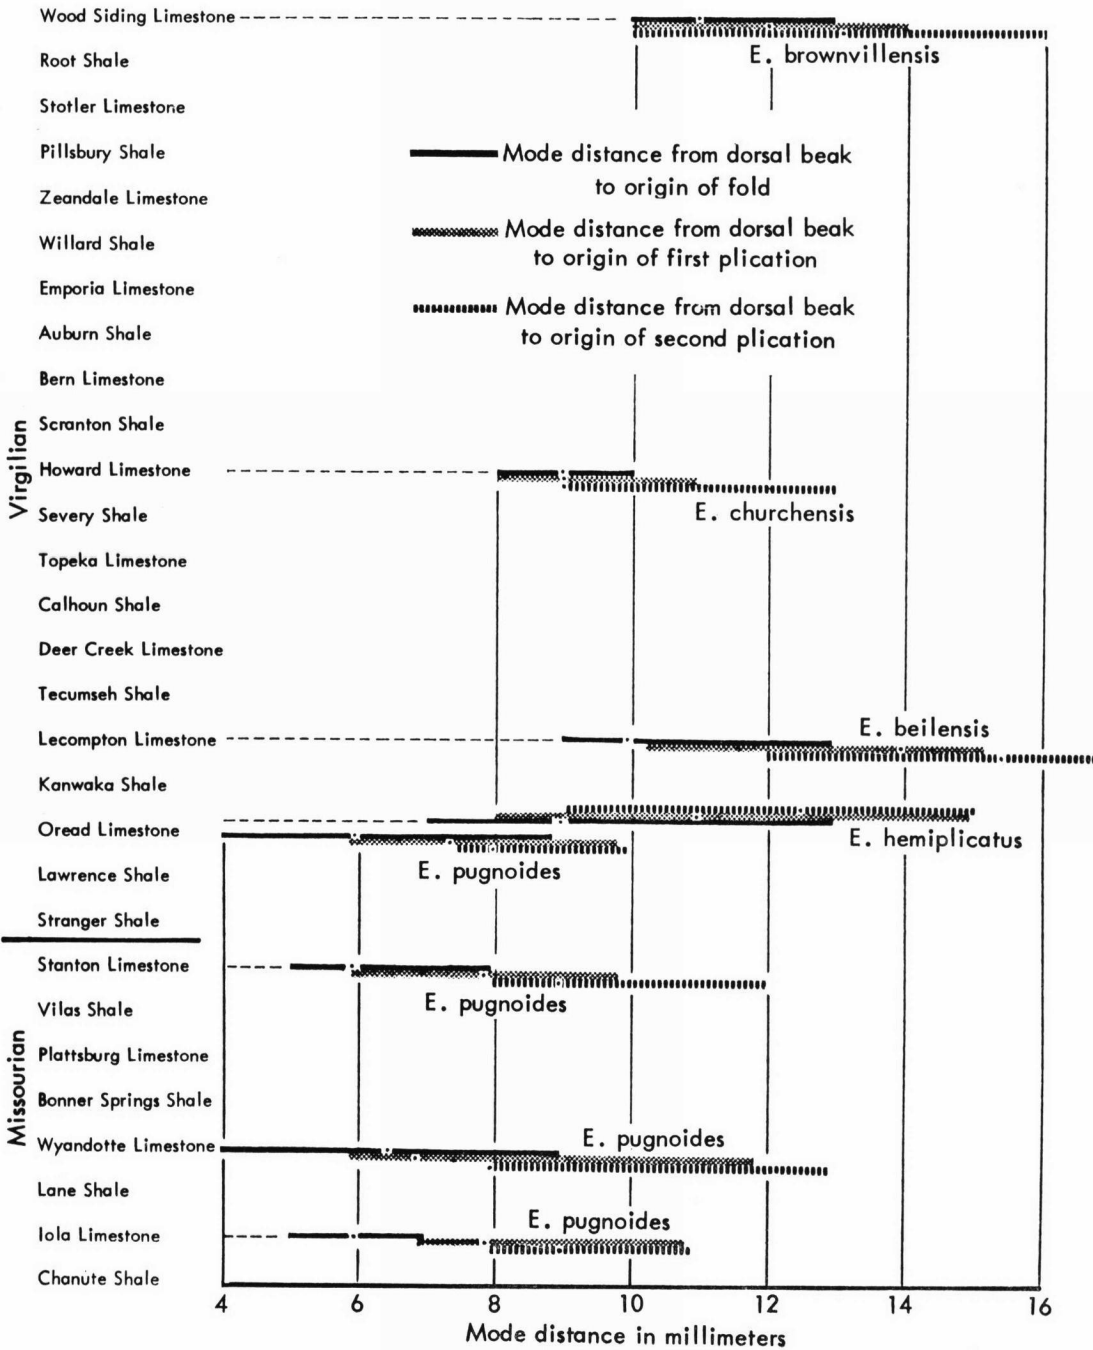 Wood Siding Limestone
E. brownvillensis
Root Shale
Stotler Limestone
Pillsbury Shale
Mode distance from dorsal beak
to origin of fold
Zeandale Limestone
Willard Shale
Mode distance from dorsal beak
to origin of first plication
Emporia Limestone
Mode distance from dorsal beak
to origin of second plication
Auburn Shale
Bern Limestone
Scranton Shale
Virgilian
Howard Limestone
E. churchensis
Severy Shale
Topeka Limestone
Calhoun Shale
Deer Creek Limestone
Tecumseh Shale
E. beilensis
Lecompton Limestone
Kanwaka Shale
Oread Limestone
E. hemiplicatus
E. pugnoides
Lawrence Shale
Stranger Shale
Stanton Limestone
E. pugnoides
Vilas Shale
Missourian
Plattsburg Limestone
Bonner Springs Shale
Wyandotte Limestone
E. pugnoides
Lane Shale
E. pugnoides
Iola Limestone
Chanute Shale
4 6 8 10 12 14 16
Mode distance in millimeters